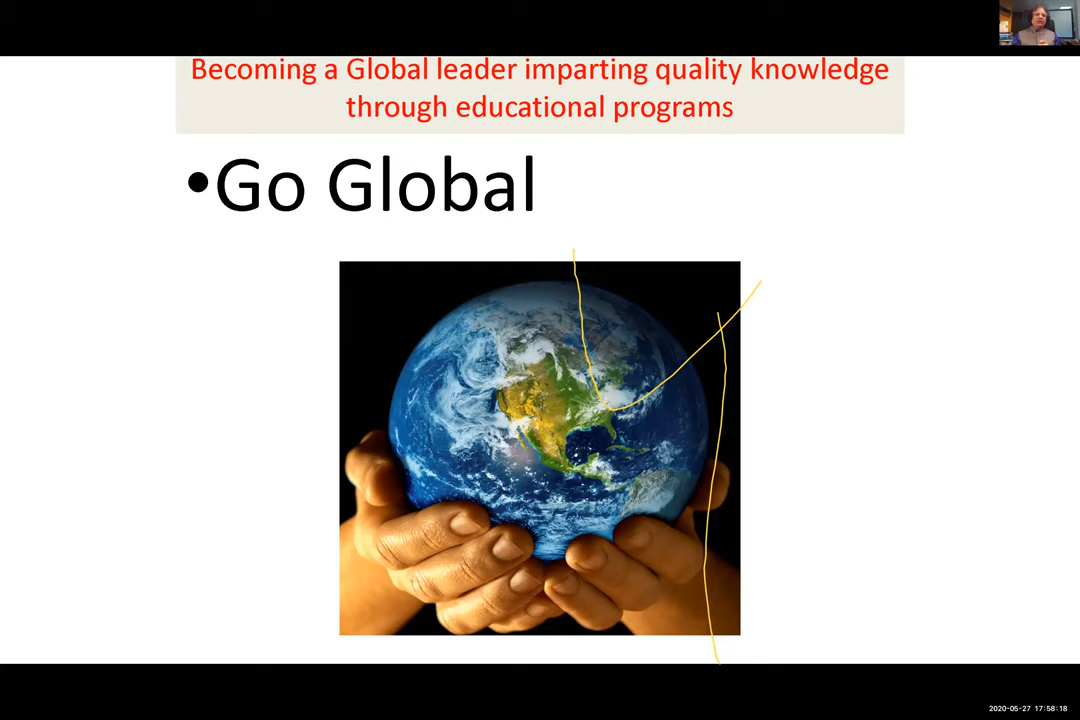 Becoming a Global leader imparting quality knowledge
through educational programs
•Go Global
2020-05-27 17:58:18